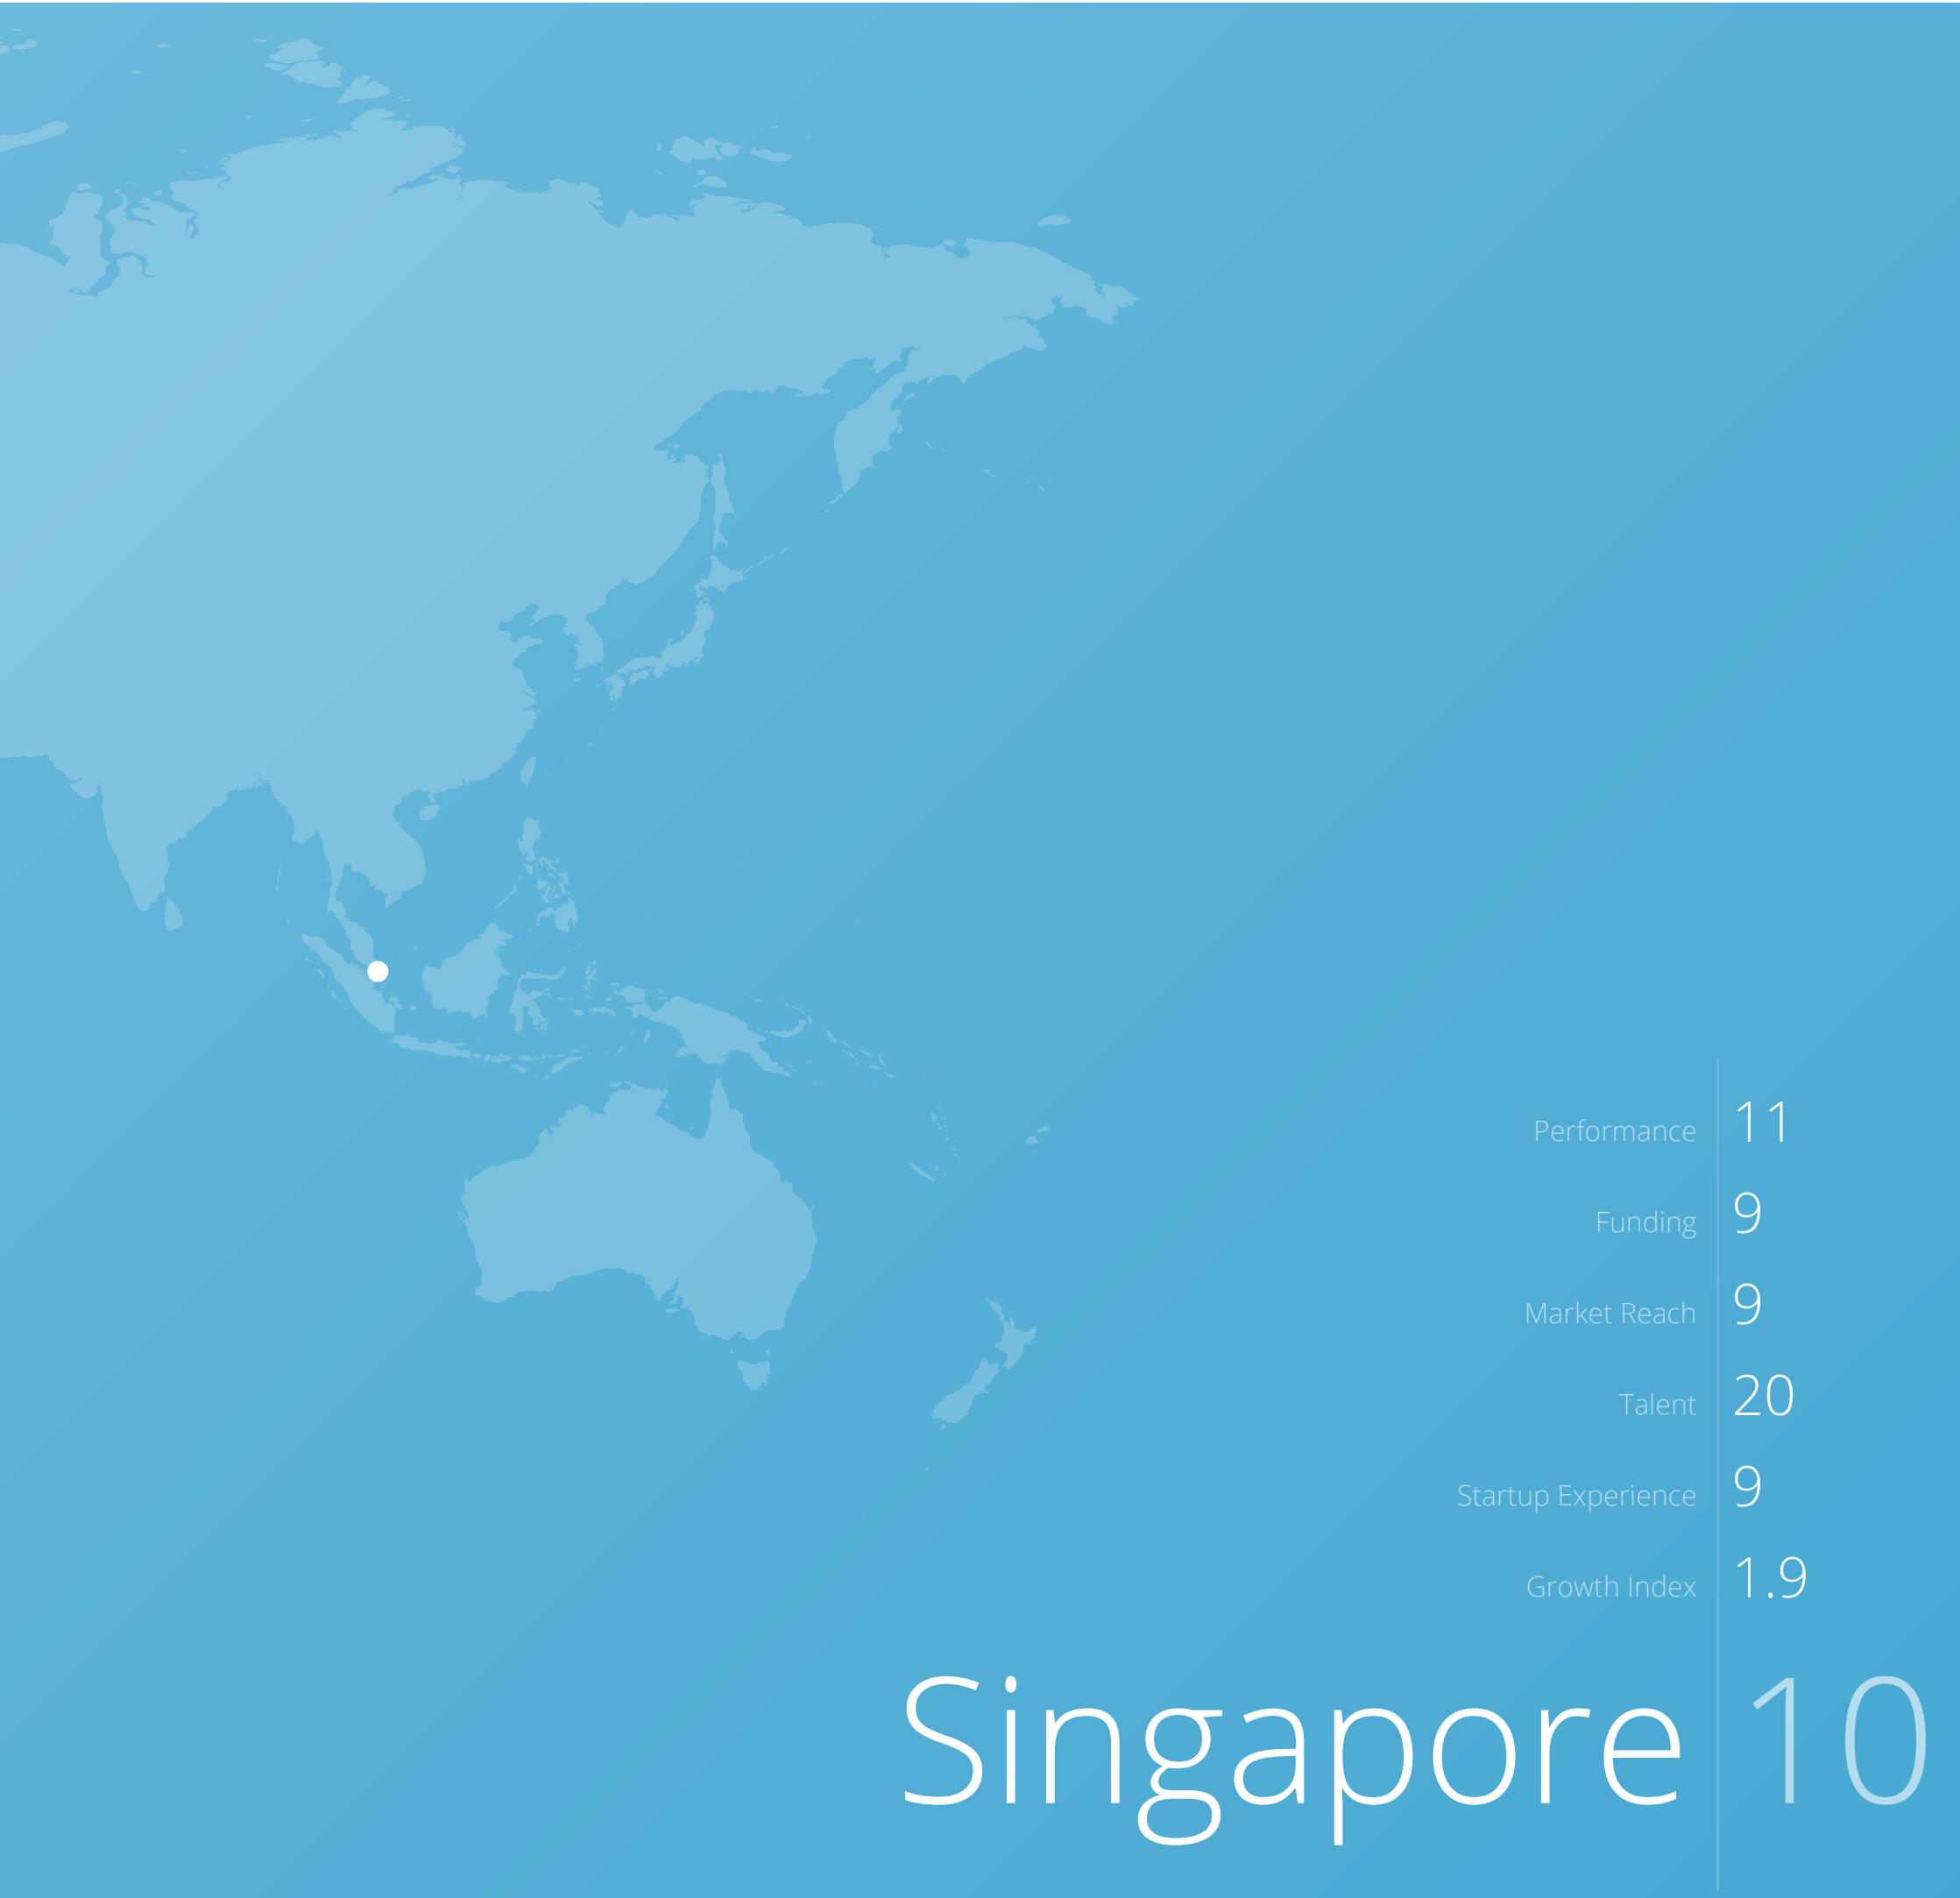 Performance 11
Funding 9
Market Reach 9
Talent 20
Startup Experience 9
Growth Index 1.9
Singapore 10